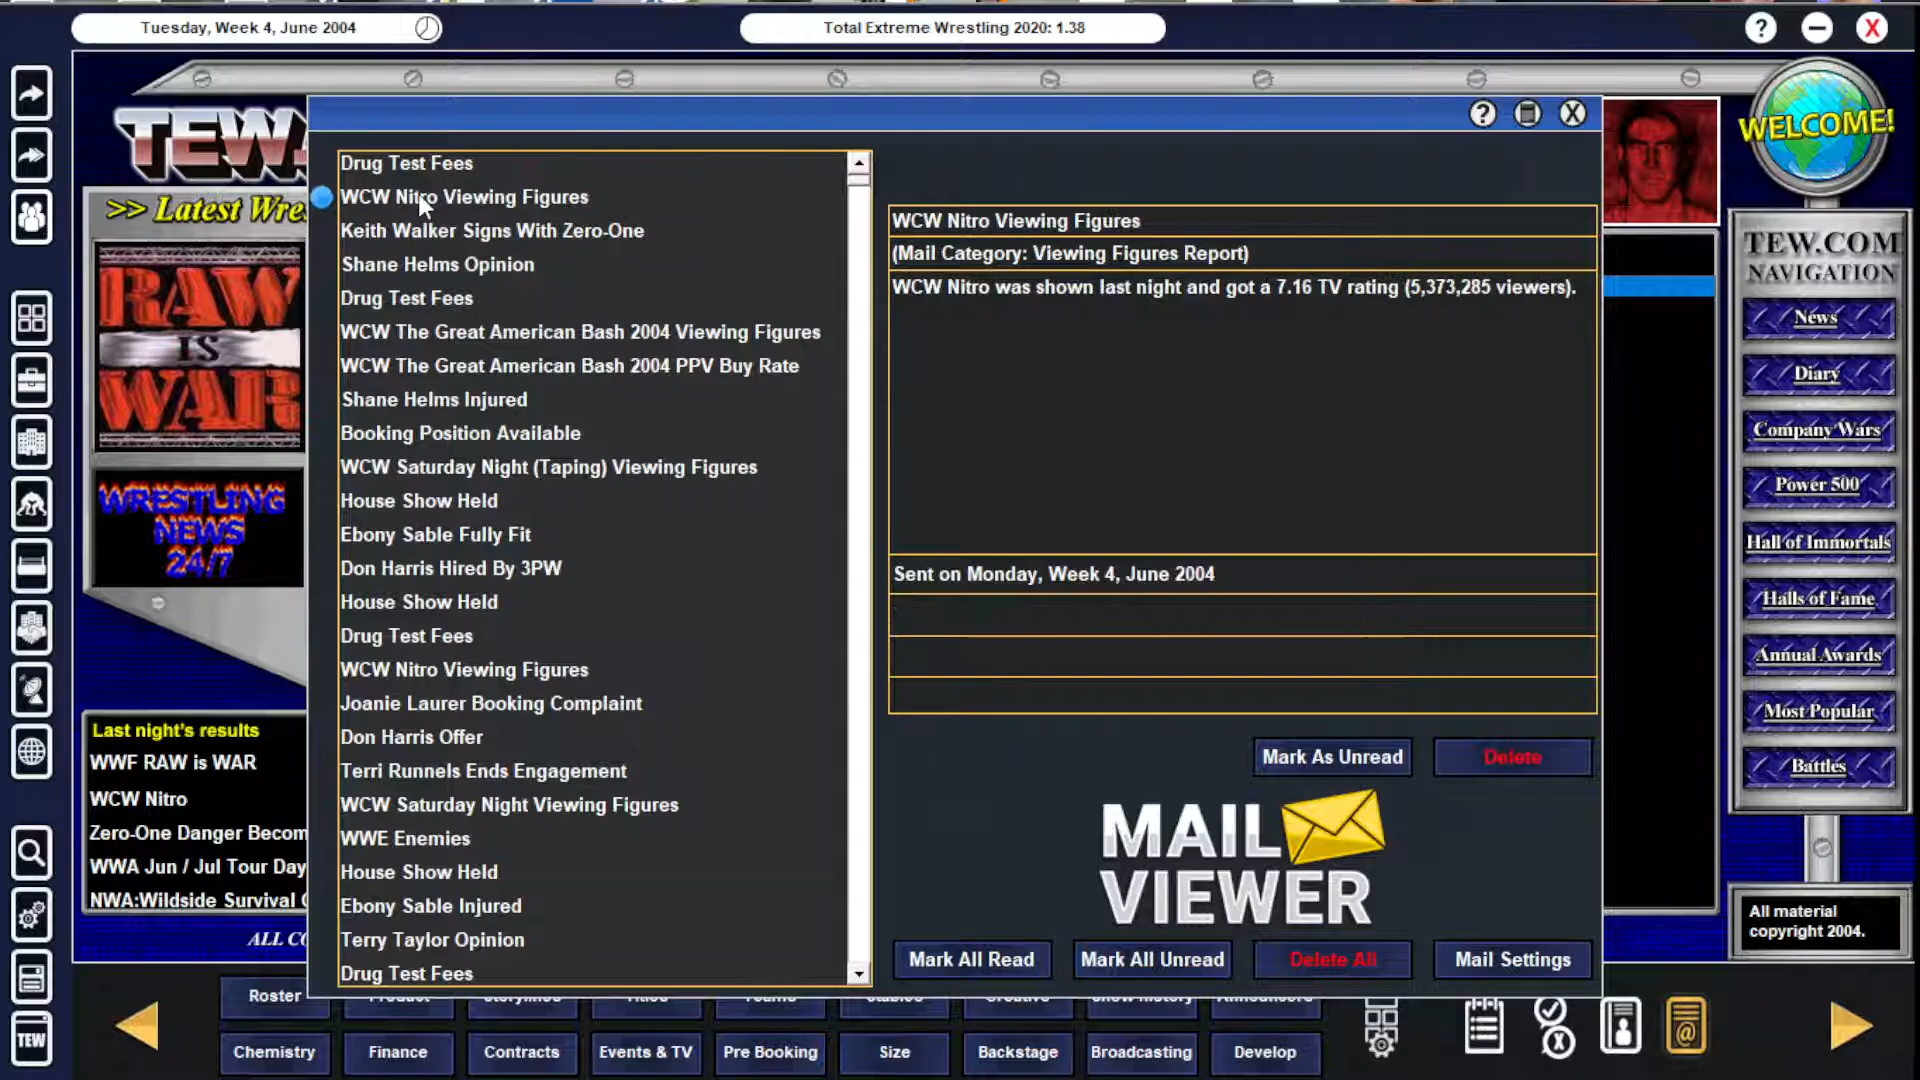 Tuesday, Week 4, June 2004
Total Extreme Wrestling 2020: 1.38
?
X
TEW.
>> Latest Wre
RAW
IS
WAR
WRESTLING
NEWS
24/7
Last night's results
WWF RAW is WAR
WCW Nitro
Zero-One Danger Becom
WWA Jun / Jul Tour Day
NWA:Wildside Survival
ALL CO
TEW
? X
Drug Test Fees
WCW Nitro Viewing Figures
Keith Walker Signs With Zero-One
Shane Helms Opinion
Drug Test Fees
WCW The Great American Bash 2004 Viewing Figures
WCW The Great American Bash 2004 PPV Buy Rate
Shane Helms Injured
Booking Position Available
WCW Saturday Night (Taping) Viewing Figures
House Show Held
Ebony Sable Fully Fit
Don Harris Hired By 3PW
House Show Held
Drug Test Fees
WCW Nitro Viewing Figures
Joanie Laurer Booking Complaint
Don Harris Offer
Terri Runnels Ends Engagement
WCW Saturday Night Viewing Figures
WWE Enemies
House Show Held
Ebony Sable Injured
Terry Taylor Opinion
Drug Test Fees
WCW Nitro Viewing Figures
(Mail Category: Viewing Figures Report)
WCW Nitro was shown last night and got a 7.16 TV rating (5,373,285 viewers).
Sent on Monday, Week 4, June 2004
Mark As Unread
Delete
MAIL
VIEWER
Mark All Read
Mark All Unread
Delete All
Mail Settings
WELCOME!
TEW.COM
NAVIGATION
News
Diary
Company Wars
Power 500
Hall of Immortals
Halls of Fame
Annual Awards
Most Popular
Battles
All material
copyright 2004.
Roster
Product
Storylines
Titles
Teams
Stables
Creative
Show History
Announcers
Chemistry
Finance
Contracts
Events & TV
Pre Booking
Size
Backstage
Broadcasting
Develop